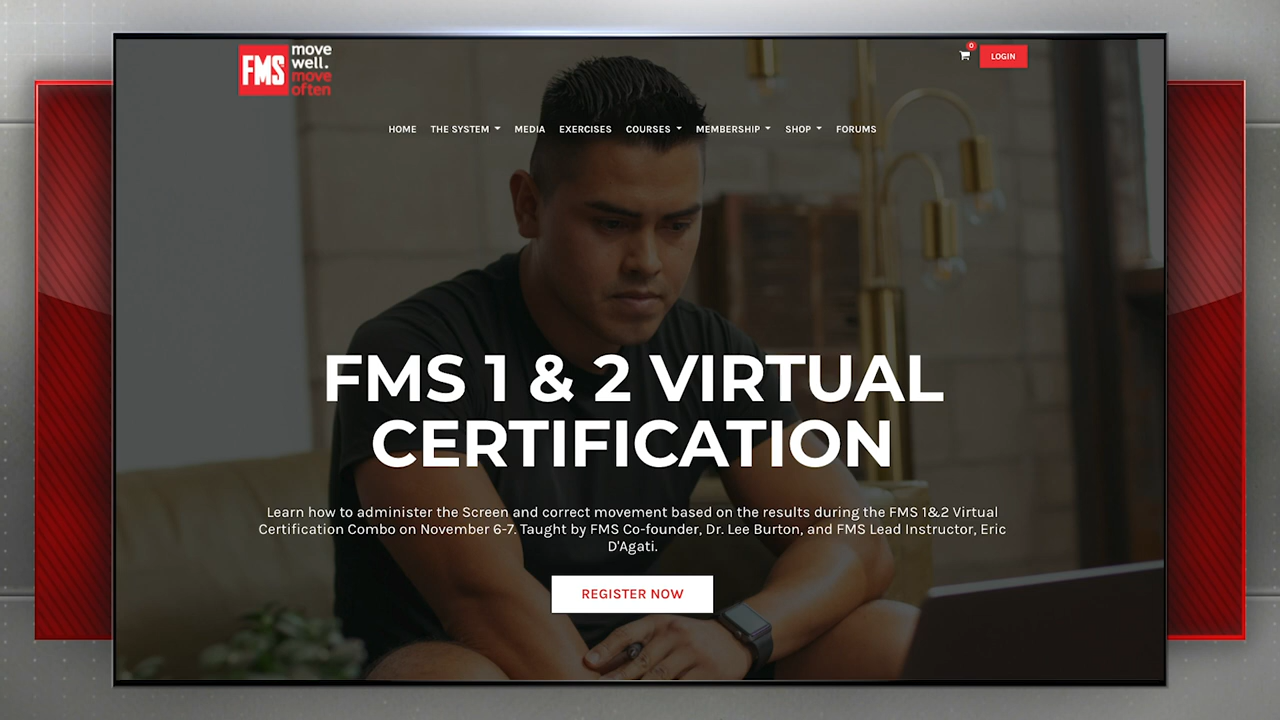 FMS
move
well.
move
often
0
LOGIN
HOME THE SYSTEM MEDIA EXERCISES COURSES MEMBERSHIP SHOP FORUMS
FMS 1 & 2 VIRTUAL
CERTIFICATION
Learn how to administer the Screen and correct movement based on the results during the FMS 1&2 Virtual
Certification Combo on November 6-7. Taught by FMS Co-founder, Dr. Lee Burton, and FMS Lead Instructor, Eric
D'Agati.
REGISTER NOW